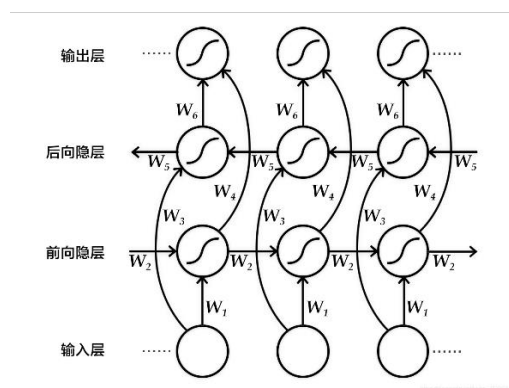 输出层 …… ……
W6 W6 W6
后向隐层
W5 W5 W5 W5
W4 W4 W4
W3 W3 W3
前向隐层
W2 W2 W2 W2
W1 W1 W1
输入层 …… ……